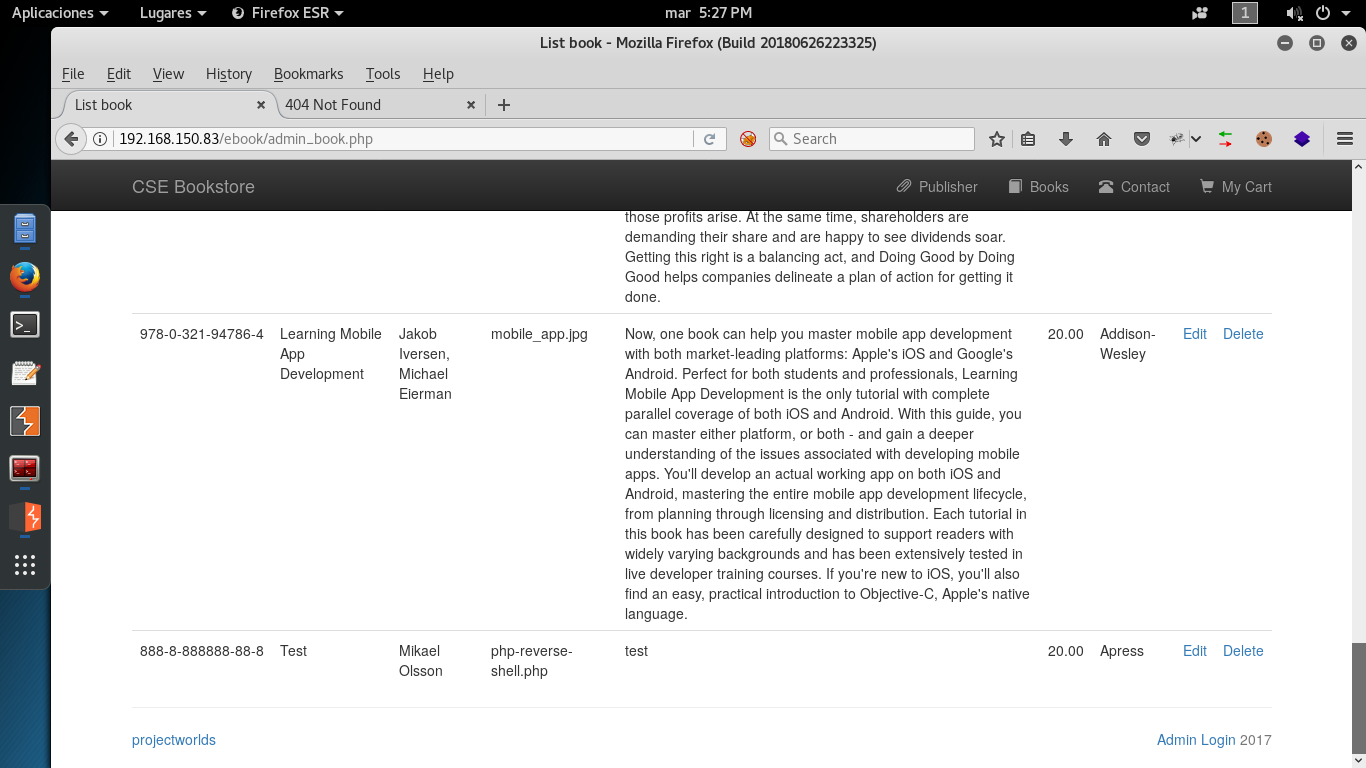 Aplicaciones Lugares Firefox ESR mar 5:27 PM 1
List book - Mozilla Firefox (Build 20180626223325)
File Edit View History Bookmarks Tools Help
List book 404 Not Found
192.168.150.83/ebook/admin_book.php Search
CSE Bookstore Publisher Books Contact My Cart
those profits arise. At the same time, shareholders are
demanding their share and are happy to see dividends soar.
Getting this right is a balancing act, and Doing Good by Doing
Good helps companies delineate a plan of action for getting it
done.
978-0-321-94786-4 Learning Mobile mobile_app.jpg Now, one book can help you master mobile app development 20.00 Addison- Edit Delete
App Iversen, with both market-leading platforms: Apple's iOS and Google's Wesley
Development Michael Android. Perfect for both students and professionals, Learning
Eierman Mobile App Development is the only tutorial with complete
parallel coverage of both iOS and Android. With this guide, you
can master either platform, or both - and gain a deeper
understanding of the issues associated with developing mobile
apps. You'll develop an actual working app on both iOS and
Android, mastering the entire mobile app development lifecycle,
from planning through licensing and distribution. Each tutorial in
this book has been carefully designed to support readers with
widely varying backgrounds and has been extensively tested in
live developer training courses. If you're new to iOS, you'll also
find an easy, practical introduction to Objective-C, Apple's native
language.
888-8-888888-88-8 Test Mikael php-reverse- test 20.00 Apress Edit Delete
Olsson shell.php
projectworlds Admin Login 2017